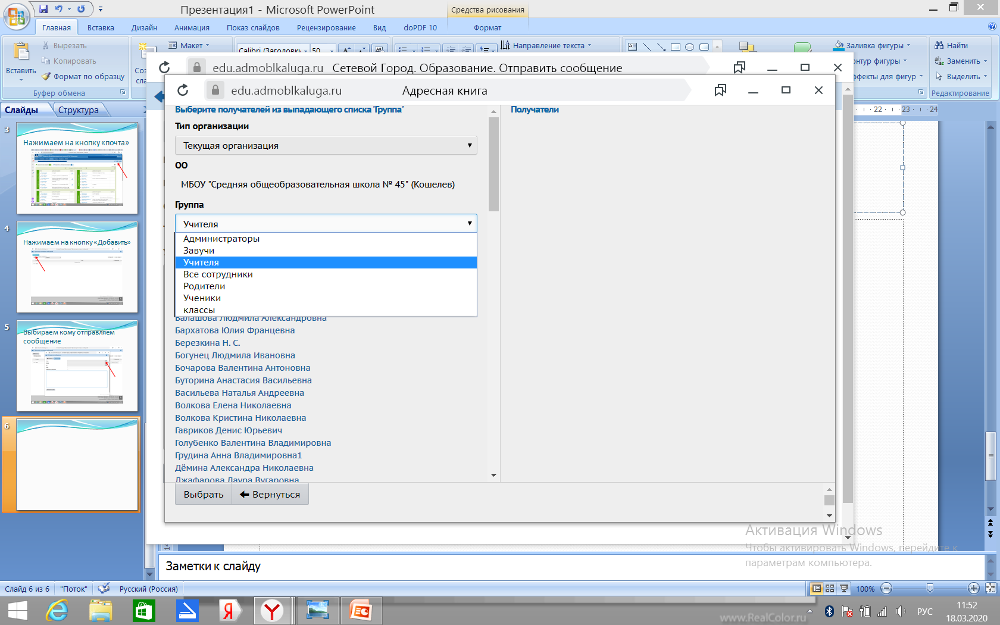 Презентация1 - Microsoft PowerPoint
Средства рисования
Главная
Вставка
Дизайн
Анимация
Показ слайдов
Рецензирование
Вид
doPDF 10
Формат
Вставить
Вырезать
Копировать
Формат по образцу
Буфер обмена
Макет
Calibri (Заголовки
50
Направление текста
Заливка фигуры
Найти
Заменить
Выделить
Редактирование
edu.admoblkaluga.ru Сетевой Город. Образование. Отправить сообщение
edu.admoblkaluga.ru Адресная книга
Слайды
Структура
22 23 24
3
Нажимаем на кнопку «почта»
4
Нажимаем на кнопку «Добавить»
5
Выбираем кому отправляем
сообщение
6
Выберите получателей из выпадающего списка 'Группа'
Получатели
Тип организации
Текущая организация
ОО
МБОУ "Средняя общеобразовательная школа № 45" (Кошелев)
Группа
Учителя
Администраторы
Завучи
Учителя
Все сотрудники
Родители
Ученики
классы
Балашова Людмила Александровна
Бархатова Юлия Францевна
Березкина Н. С.
Богунец Людмила Ивановна
Бочарова Валентина Антоновна
Буторина Анастасия Васильевна
Васильева Наталья Андреевна
Волкова Елена Николаевна
Волкова Кристина Николаевна
Гавриков Денис Юрьевич
Голубенко Валентина Владимировна
Грудина Анна Владимировна1
Дёмина Александра Николаевна
Джафарова Лаура Вугаровна
Выбрать
Вернуться
Активация Windows
Чтобы активировать Windows, перейдите к
параметрам компьютера.
Заметки к слайду
Слайд 6 из 6
"Поток"
Русский (Россия)
100%
www.RealColor.ru
РУС
11:52
18.03.2020